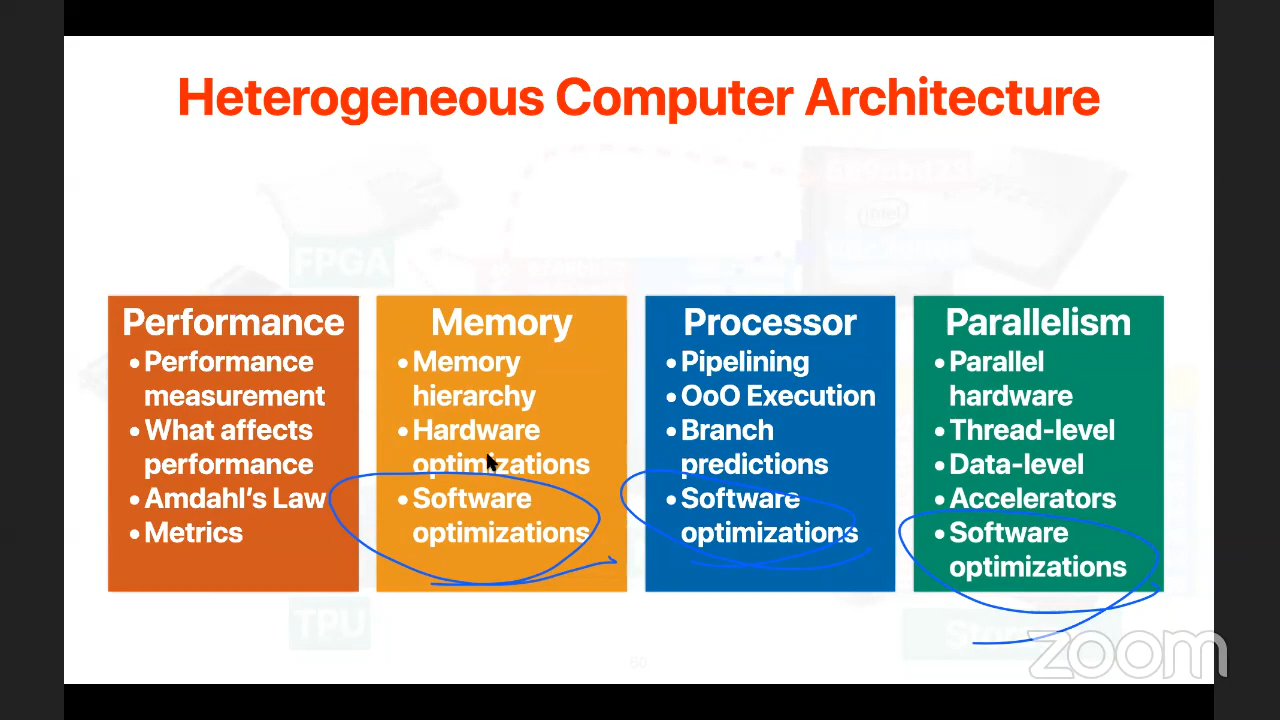 Heterogeneous Computer Architecture
FPGA
intel
Performance
•Performance
measurement
•What affects
performance
•Amdahl's Law
•Metrics
Memory
•Memory
hierarchy
•Hardware
optimizations
•Software
optimizations
Processor
•Pipelining
•OoO Execution
•Branch
predictions
•Software
optimizations
Parallelism
•Parallel
hardware
•Thread-level
•Data-level
•Accelerators
•Software
optimizations
TPU
60
zoom